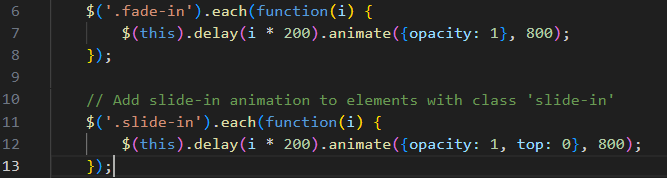 6 $('.fade-in').each(function(i) {
7 $(this).delay(i * 200).animate({opacity: 1}, 800);
8 });
9
10 // Add slide-in animation to elements with class 'slide-in'
11 $('.slide-in').each(function(i) {
12 $(this).delay(i * 200).animate({opacity: 1, top: 0}, 800);
13 });